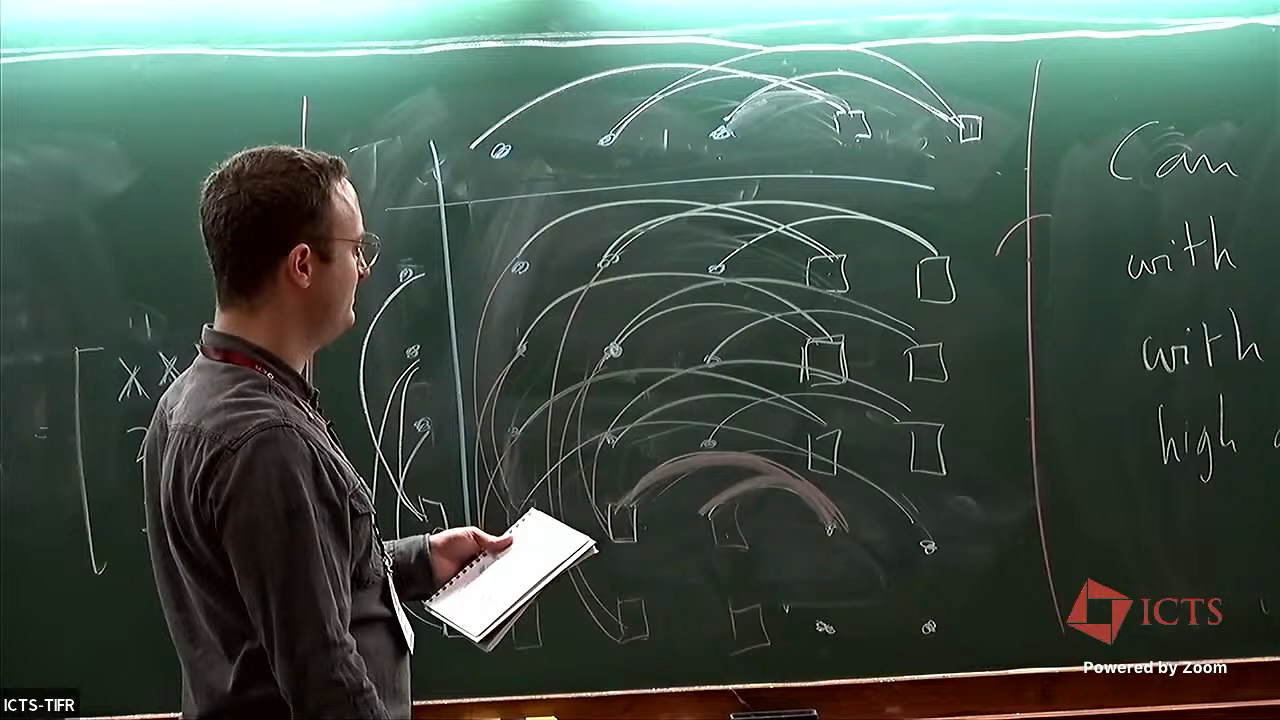 Can
with
with
high
X X
ICTS
Powered by Zoom
ICTS-TIFR